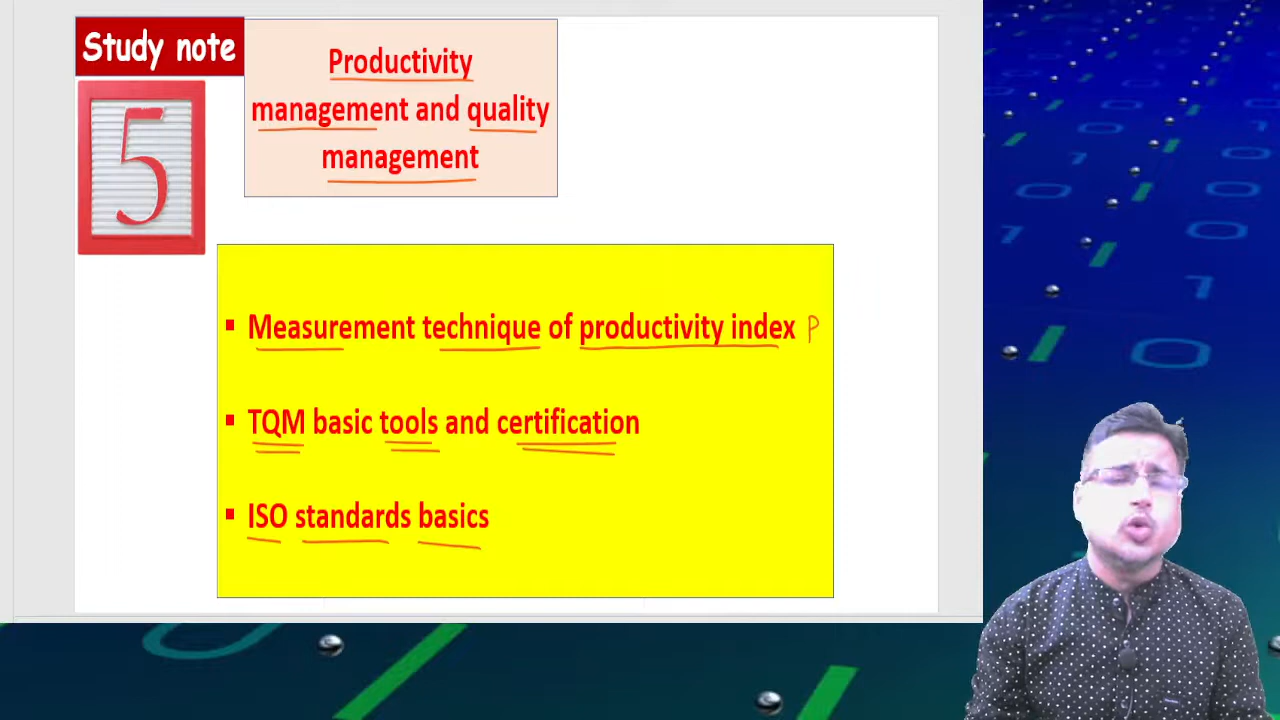 Study note
5
Productivity
management and quality
management
▪ Measurement technique of productivity index P
▪ TQM basic tools and certification
▪ ISO standards basics